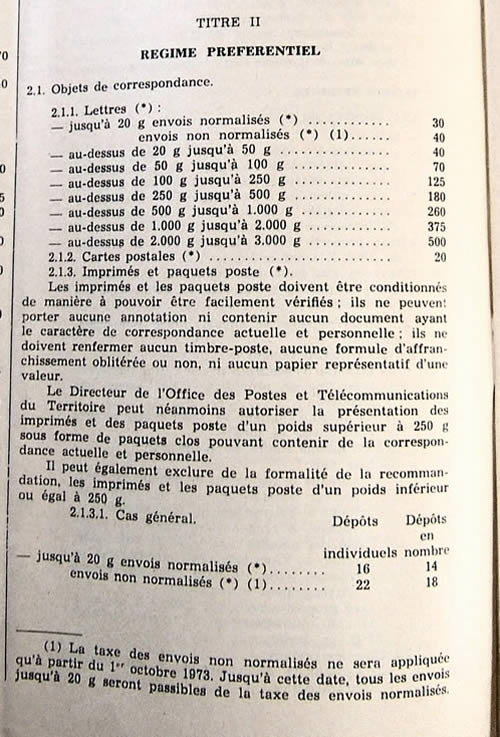 TITRE II
REGIME PREFERENTIEL
2.1. Objets de correspondance.
2.1.1. Lettres (*) :
— jusqu'à 20 g envois normalisés (*) ............ 30
envois non normalisés (*) (1)...... 40
— au-dessus de 20 g jusqu'à 50 g .............. 40
— au-dessus de 50 g jusqu'à 100 g .............. 70
— au-dessus de 100 g jusqu'à 250 g .............. 125
— au-dessus de 250 g jusqu'à 500 g .............. 180
— au-dessus de 500 g jusqu'à 1.000 g ............ 260
— au-dessus de 1.000 g jusqu'à 2.000 g .......... 375
— au-dessus de 2.000 g jusqu'à 3.000 g .......... 500
2.1.2. Cartes postales (*) ...................... 20
2.1.3. Imprimés et paquets poste (*).
Les imprimés et les paquets poste doivent être conditionnés
de manière à pouvoir être facilement vérifiés ; ils ne peuvent
porter aucune annotation ni contenir aucun document ayant
le caractère de correspondance actuelle et personnelle ; ils ne
doivent renfermer aucun timbre-poste, aucune formule d'affran-
chissement oblitérée ou non, ni aucun papier représentatif d'une
valeur.
Le Directeur de l'Office des Postes et Télécommunications
du Territoire peut néanmoins autoriser la présentation des
imprimés et des paquets poste d'un poids supérieur à 250 g
sous forme de paquets clos pouvant contenir de la correspon-
dance actuelle et personnelle.
Il peut également exclure de la formalité de la recomman-
dation, les imprimés et les paquets poste d'un poids inférieur
ou égal à 250 g.
2.1.3.1. Cas général. Dépôts Dépôts
en
individuels nombre
— jusqu'à 20 g envois normalisés (*)........ 16 14
envois non normalisés (*) (1)........ 22 18
(1) La taxe des envois non normalisés ne sera appliquée
qu'à partir du 1er octobre 1973. Jusqu'à cette date, tous les envois
jusqu'à 20 g seront passibles de la taxe des envois normalisés.